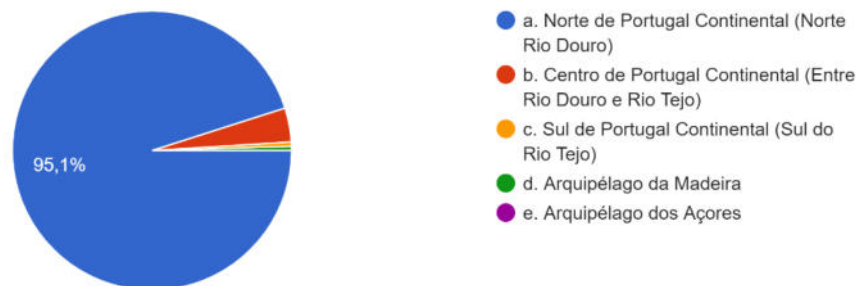 95,1%
a. Norte de Portugal Continental (Norte
Rio Douro)
b. Centro de Portugal Continental (Entre
Rio Douro e Rio Tejo)
c. Sul de Portugal Continental (Sul do
Rio Tejo)
d. Arquipélago da Madeira
e. Arquipélago dos Açores